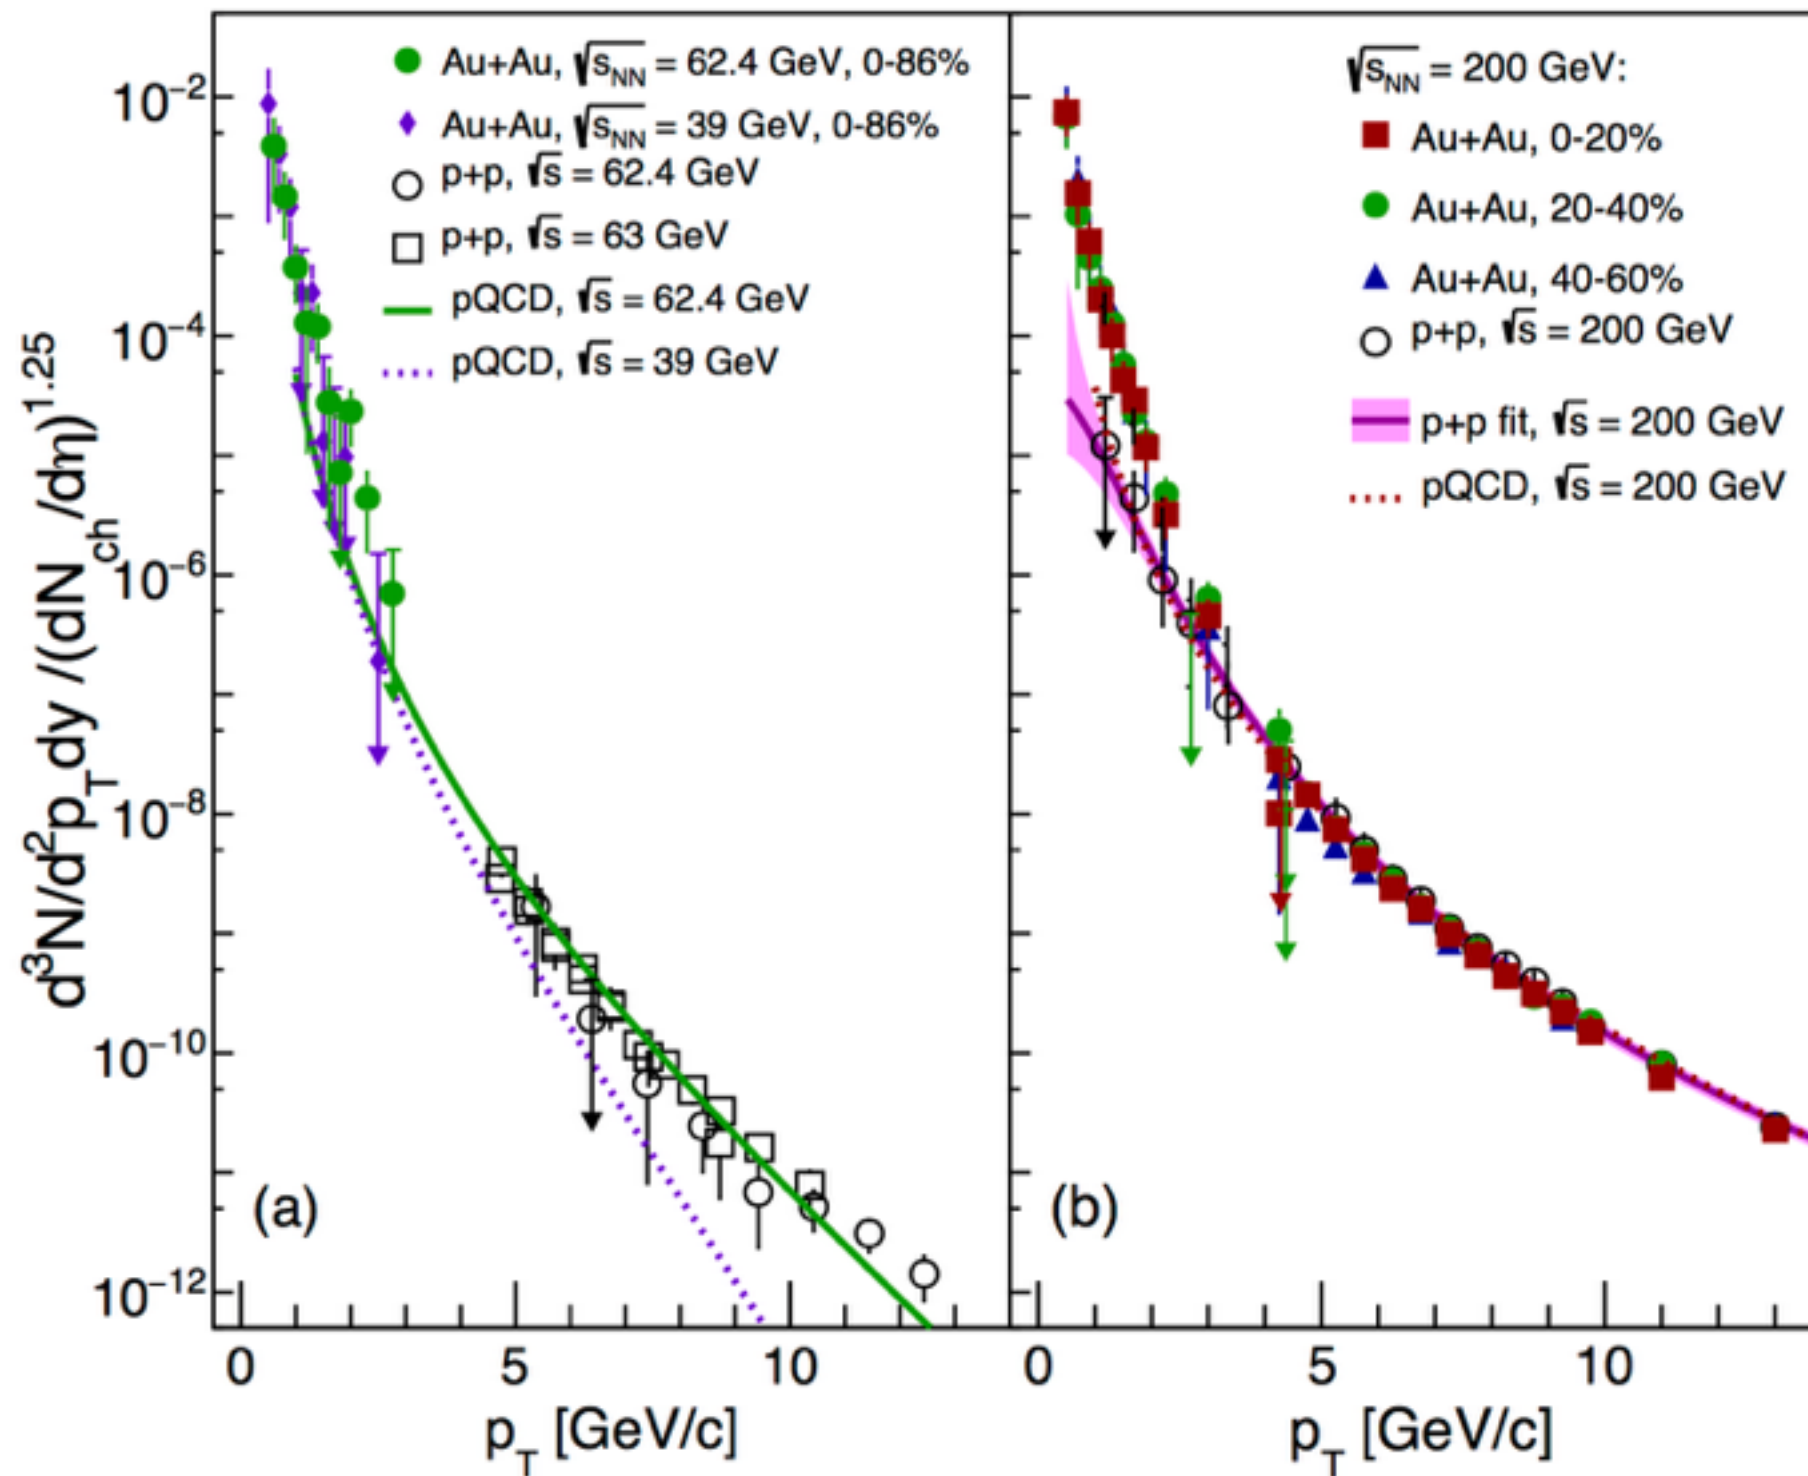 d³N/d²p_T dy /(dN_ch /dη)^1.25
10⁻²
10⁻⁴
10⁻⁶
10⁻⁸
10⁻¹⁰
10⁻¹²
Au+Au, √s_NN = 62.4 GeV, 0-86%
Au+Au, √s_NN = 39 GeV, 0-86%
p+p, √s = 62.4 GeV
p+p, √s = 63 GeV
pQCD, √s = 62.4 GeV
pQCD, √s = 39 GeV
(a)
0 5 10
p_T [GeV/c]
√s_NN = 200 GeV:
Au+Au, 0-20%
Au+Au, 20-40%
Au+Au, 40-60%
p+p, √s = 200 GeV
p+p fit, √s = 200 GeV
pQCD, √s = 200 GeV
(b)
0 5 10
p_T [GeV/c]